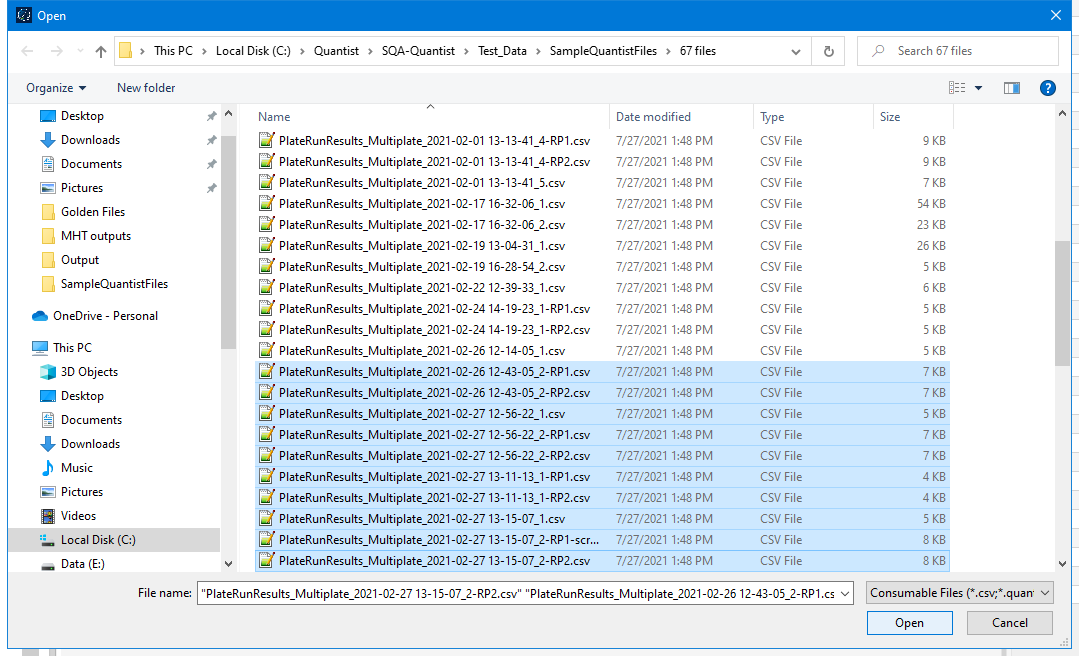 Open
This PC > Local Disk (C:) > Quantist > SQA-Quantist > Test_Data > SampleQuantistFiles > 67 files
Search 67 files
Organize
New folder
Desktop
Downloads
Documents
Pictures
Golden Files
MHT outputs
Output
SampleQuantistFiles
OneDrive - Personal
This PC
3D Objects
Desktop
Documents
Downloads
Music
Pictures
Videos
Local Disk (C:)
Data (E:)
Name Date modified Type Size
PlateRunResults_Multiplate_2021-02-01 13-13-41_4-RP1.csv 7/27/2021 1:48 PM CSV File 9 KB
PlateRunResults_Multiplate_2021-02-01 13-13-41_4-RP2.csv 7/27/2021 1:48 PM CSV File 9 KB
PlateRunResults_Multiplate_2021-02-01 13-13-41_5.csv 7/27/2021 1:48 PM CSV File 7 KB
PlateRunResults_Multiplate_2021-02-17 16-32-06_1.csv 7/27/2021 1:48 PM CSV File 54 KB
PlateRunResults_Multiplate_2021-02-17 16-32-06_2.csv 7/27/2021 1:48 PM CSV File 23 KB
PlateRunResults_Multiplate_2021-02-19 13-04-31_1.csv 7/27/2021 1:48 PM CSV File 26 KB
PlateRunResults_Multiplate_2021-02-19 16-28-54_2.csv 7/27/2021 1:48 PM CSV File 5 KB
PlateRunResults_Multiplate_2021-02-22 12-39-33_1.csv 7/27/2021 1:48 PM CSV File 6 KB
PlateRunResults_Multiplate_2021-02-24 14-19-23_1-RP1.csv 7/27/2021 1:48 PM CSV File 5 KB
PlateRunResults_Multiplate_2021-02-24 14-19-23_1-RP2.csv 7/27/2021 1:48 PM CSV File 5 KB
PlateRunResults_Multiplate_2021-02-26 12-14-05_1.csv 7/27/2021 1:48 PM CSV File 5 KB
PlateRunResults_Multiplate_2021-02-26 12-43-05_2-RP1.csv 7/27/2021 1:48 PM CSV File 7 KB
PlateRunResults_Multiplate_2021-02-26 12-43-05_2-RP2.csv 7/27/2021 1:48 PM CSV File 7 KB
PlateRunResults_Multiplate_2021-02-27 12-56-22_1.csv 7/27/2021 1:48 PM CSV File 5 KB
PlateRunResults_Multiplate_2021-02-27 12-56-22_2-RP1.csv 7/27/2021 1:48 PM CSV File 7 KB
PlateRunResults_Multiplate_2021-02-27 12-56-22_2-RP2.csv 7/27/2021 1:48 PM CSV File 7 KB
PlateRunResults_Multiplate_2021-02-27 13-11-13_1-RP1.csv 7/27/2021 1:48 PM CSV File 4 KB
PlateRunResults_Multiplate_2021-02-27 13-11-13_1-RP2.csv 7/27/2021 1:48 PM CSV File 4 KB
PlateRunResults_Multiplate_2021-02-27 13-15-07_1.csv 7/27/2021 1:48 PM CSV File 5 KB
PlateRunResults_Multiplate_2021-02-27 13-15-07_2-RP1-scr... 7/27/2021 1:48 PM CSV File 8 KB
PlateRunResults_Multiplate_2021-02-27 13-15-07_2-RP2.csv 7/27/2021 1:48 PM CSV File 8 KB
File name: "PlateRunResults_Multiplate_2021-02-27 13-15-07_2-RP2.csv" "PlateRunResults_Multiplate_2021-02-26 12-43-05_2-RP1.cs
Consumable Files (*.csv;*.quan
Open
Cancel